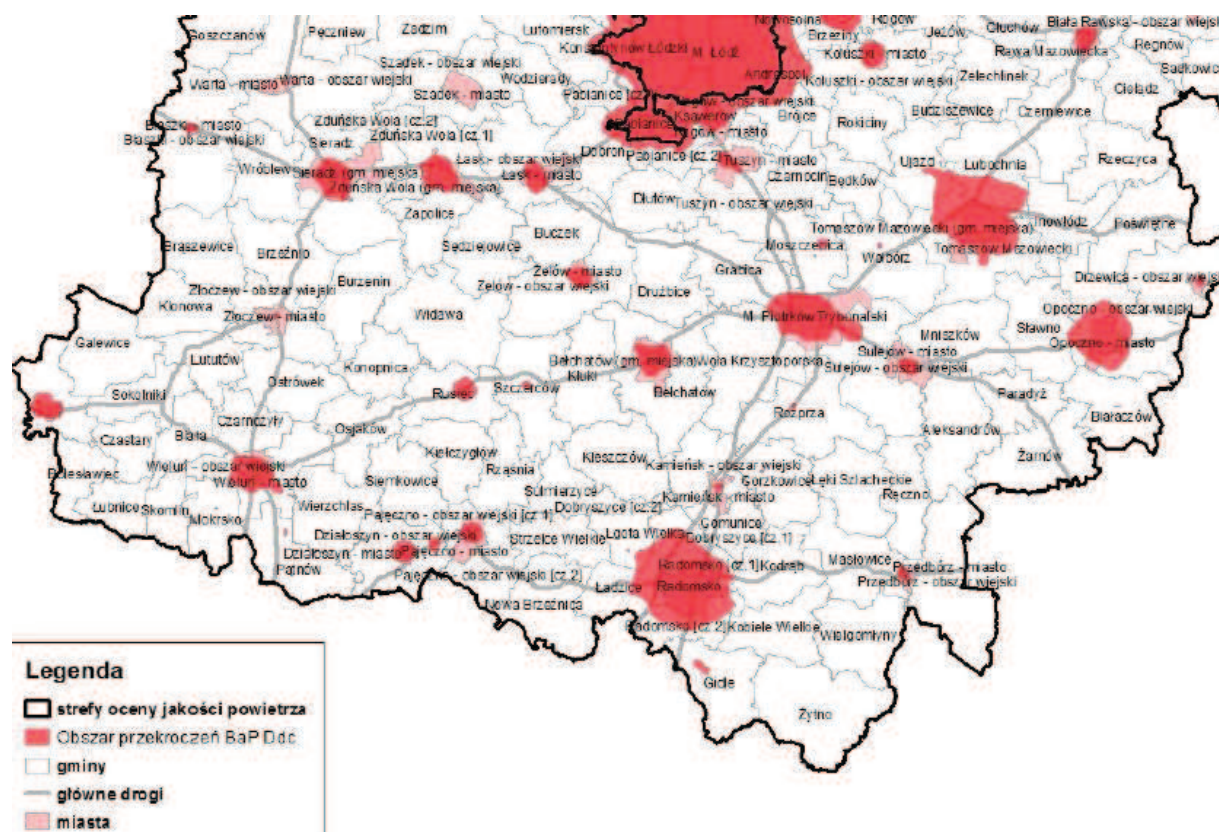 Pęczniew
Zadzim
Lutomiersk
Nowosolna
Rogów
Goszczanów
Brzeziny
Jeżów
Głuchów
Biała Rawska - obszar wiejski
Konstantynów Łódzki
M. Łódź
Koluszki - miasto
Rawa Mazowiecka
Regnów
Szadek - obszar wiejski
Andrespol
Sadkowice
Warta - miasto
Warta - obszar wiejski
Wodzierady
Koluszki - obszar wiejski
Żelechlinek
Cielądz
Szadek - miasto
Pabianice [cz.
Ksawerów
Brójce
Budziszewice
Czerniewice
Błaszki - miasto
Zduńska Wola [cz.2]
Pabianice
Rokiciny
Błaszki - obszar wiejski
Sieradz
Zduńska Wola [cz.1]
Dobroń
Pabianice [cz.2]
Tuszyn - miasto
Ujazd
Lubochnia
Rzeczyca
Wróblew
Sieradz (gm. miejska)
Łask - obszar wiejski
Łask - miasto
Czarnocin
Będków
Zduńska Wola (gm. miejska)
Dłutów
Tuszyn - obszar wiejski
Zapolice
Buczek
Inowłódz
Poświętne
Tomaszów Mazowiecki (gm. miejska)
Brąszewice
Brzeźnio
Sędziejowice
Moszczenica
Wolbórz
Tomaszów Mazowiecki
Złoczew - obszar wiejski
Burzenin
Zelów - miasto
Zelów - obszar wiejski
Grabica
Drzewica - obszar wiejski
Klonowa
Drużbice
Złoczew - miasto
Widawa
M. Piotrków Trybunalski
Mniszków
Opoczno - obszar wiejski
Sławno
Galewice
Opoczno - miasto
Lututów
Konopnica
Bełchatów (gm. miejska)
Wola Krzysztoporska
Sulejów - miasto
Sulejów - obszar wiejski
Sokolniki
Ostrówek
Rusiec
Szczerców
Kluki
Bełchatów
Paradyż
Czarnożyły
Rozprza
Białaczów
Czastary
Biała
Osjaków
Aleksandrów
Bolesławiec
Wieluń - obszar wiejski
Kiełczygłów
Kleszczów
Kamieńsk - obszar wiejski
Żarnów
Wieluń - miasto
Siemkowice
Rząśnia
Gorzkowice
Łęki Szlacheckie
Łubnice
Skomlin
Mokrsko
Wierzchlas
Sulmierzyce
Kamieńsk - miasto
Ręczno
Pajęczno - obszar wiejski [cz.1]
Dobryszyce [cz.2]
Gomunice
Działoszyn - obszar wiejski
Strzelce Wielkie
Lgota Wielka
Dobryszyce [cz.1]
Działoszyn - miasto
Pajęczno - miasto
Radomsko [cz.1]
Kodrąb
Masłowice
Przedbórz - miasto
Pątnów
Pajęczno - obszar wiejski [cz.2]
Ładzice
Radomsko
Przedbórz - obszar wiejski
Nowa Brzeźnica
Radomsko [cz.2]
Kobiele Wielkie
Wielgomłyny
Gidle
Żytno
Legenda
strefy oceny jakości powietrza
Obszar przekroczeń BaP Ddc
gminy
główne drogi
miasta